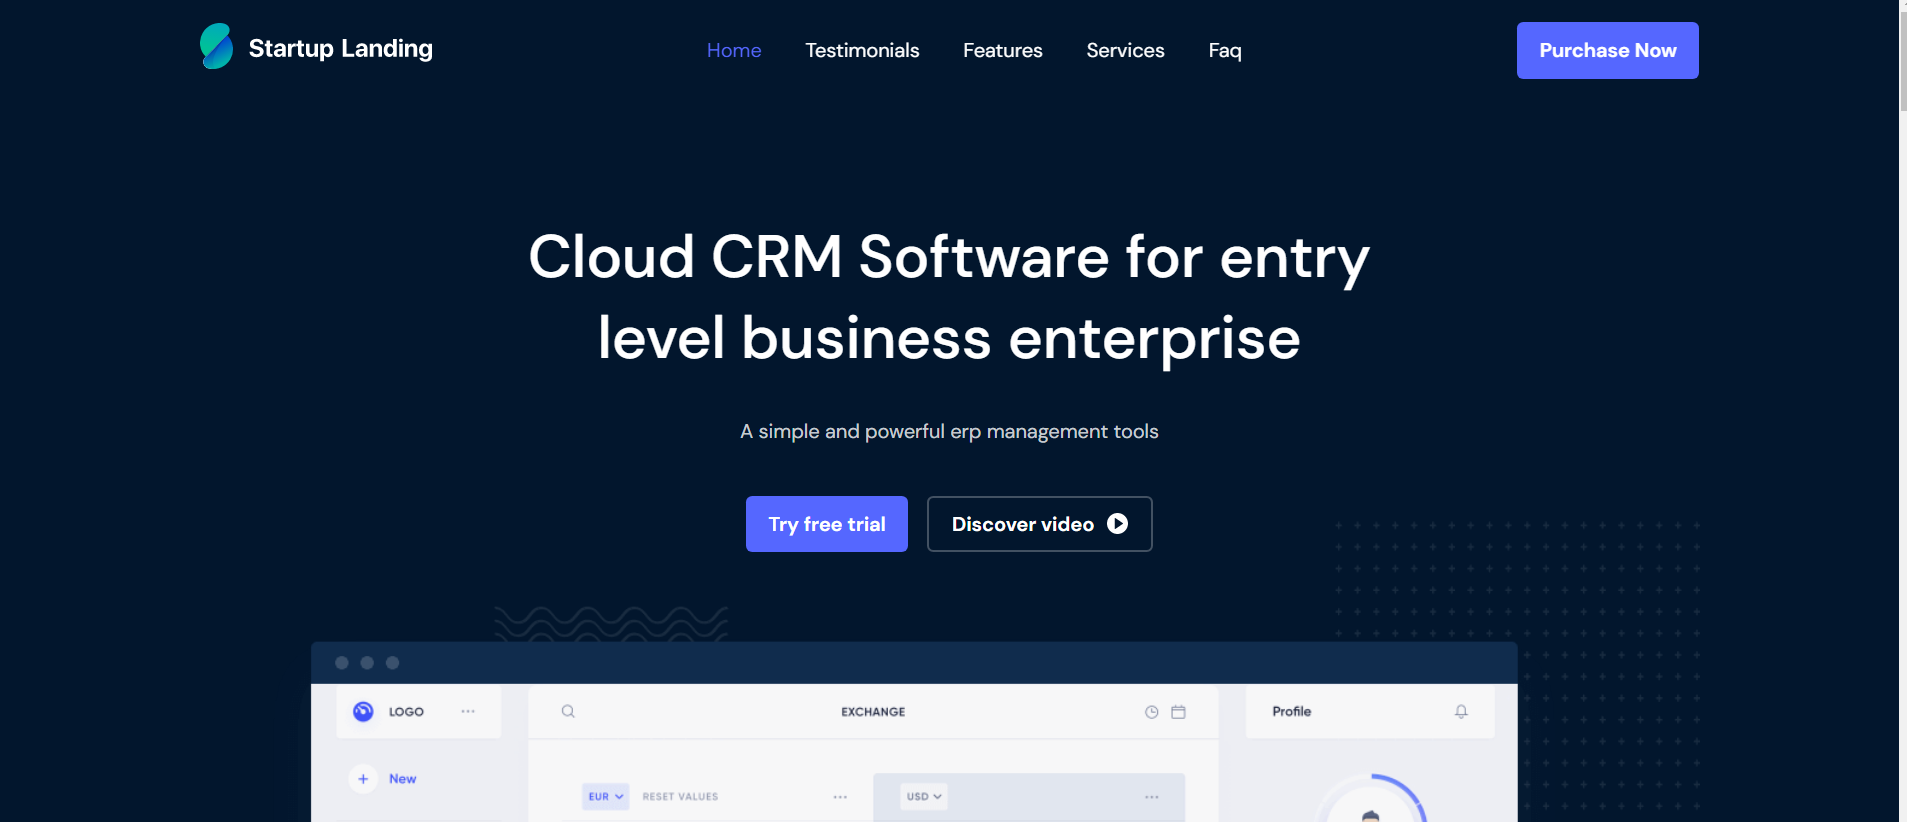 Startup Landing
Home Testimonials Features Services Faq
Purchase Now
Cloud CRM Software for entry
level business enterprise
A simple and powerful erp management tools
Try free trial
Discover video
LOGO
EXCHANGE
Profile
New
EUR RESET VALUES
USD